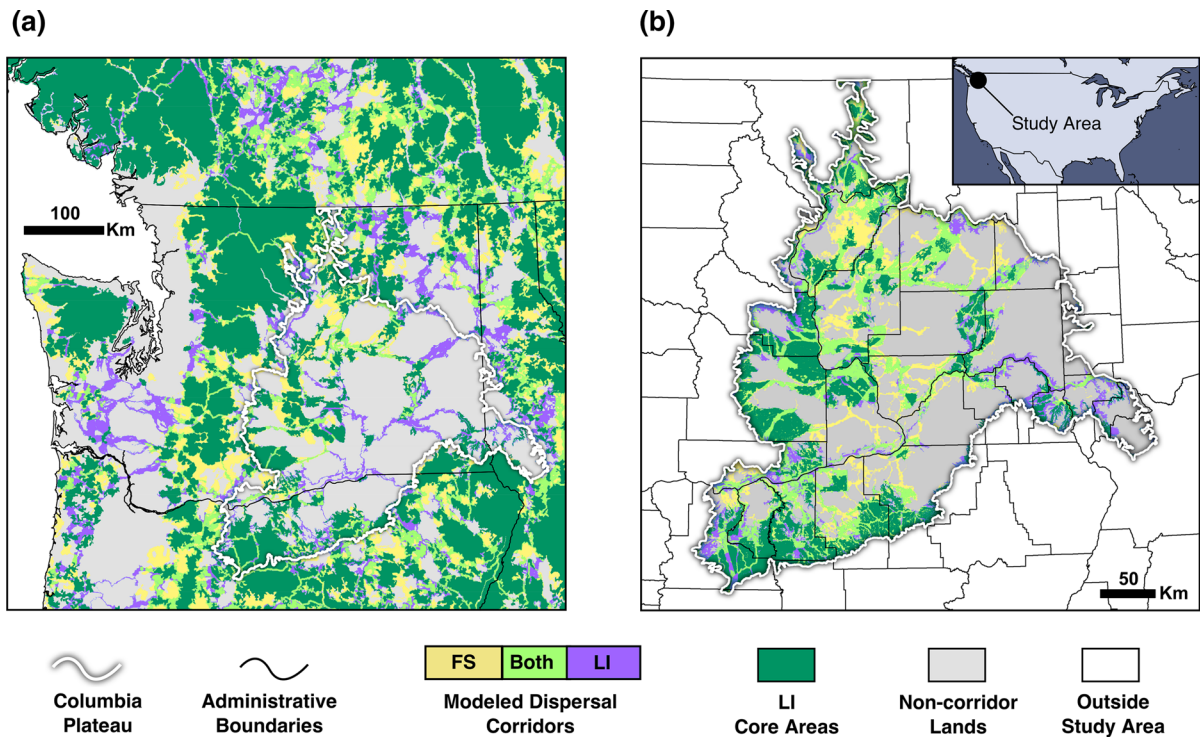 (a)
(b)
Study Area
100
Km
50
Km
FS Both LI
Columbia
Plateau
Administrative
Boundaries
Modeled Dispersal
Corridors
LI
Core Areas
Non-corridor
Lands
Outside
Study Area